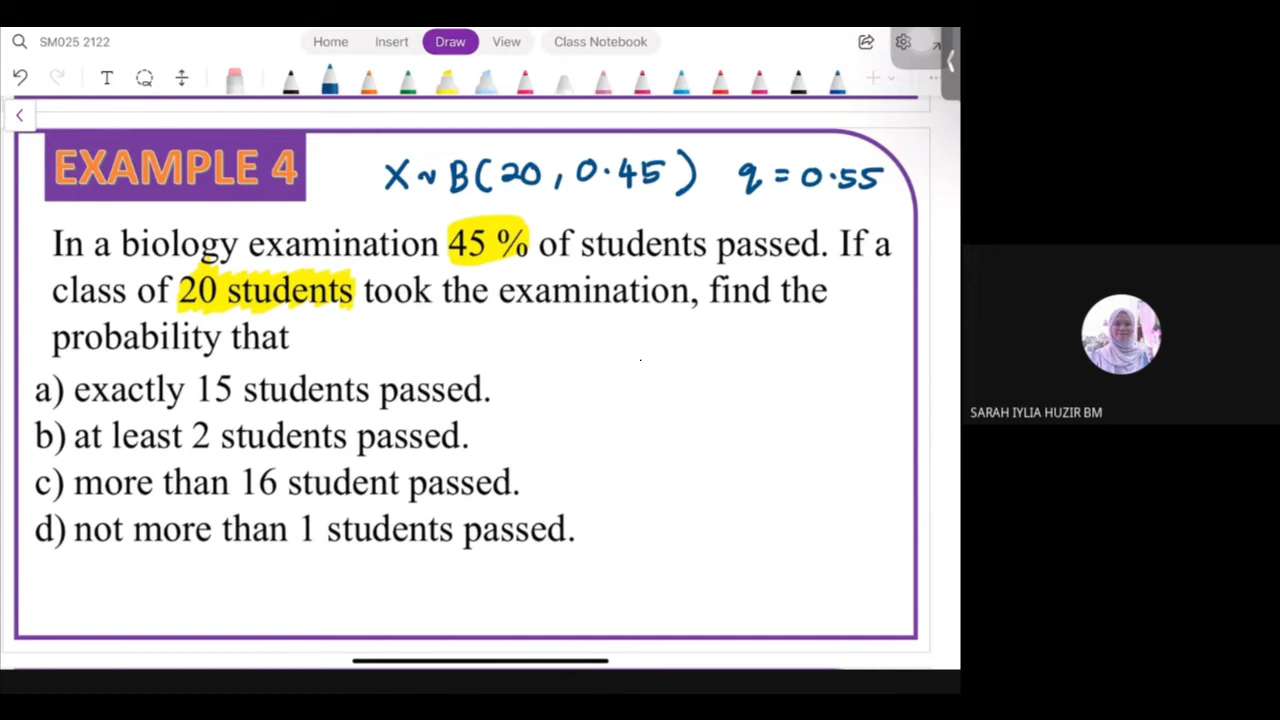 SM025 2122
Home Insert Draw View Class Notebook
EXAMPLE 4
X ~ B(20, 0.45) q = 0.55
In a biology examination 45 % of students passed. If a
class of 20 students took the examination, find the
probability that
a) exactly 15 students passed.
b) at least 2 students passed.
c) more than 16 student passed.
d) not more than 1 students passed.
SARAH IYLIA HUZIR BM